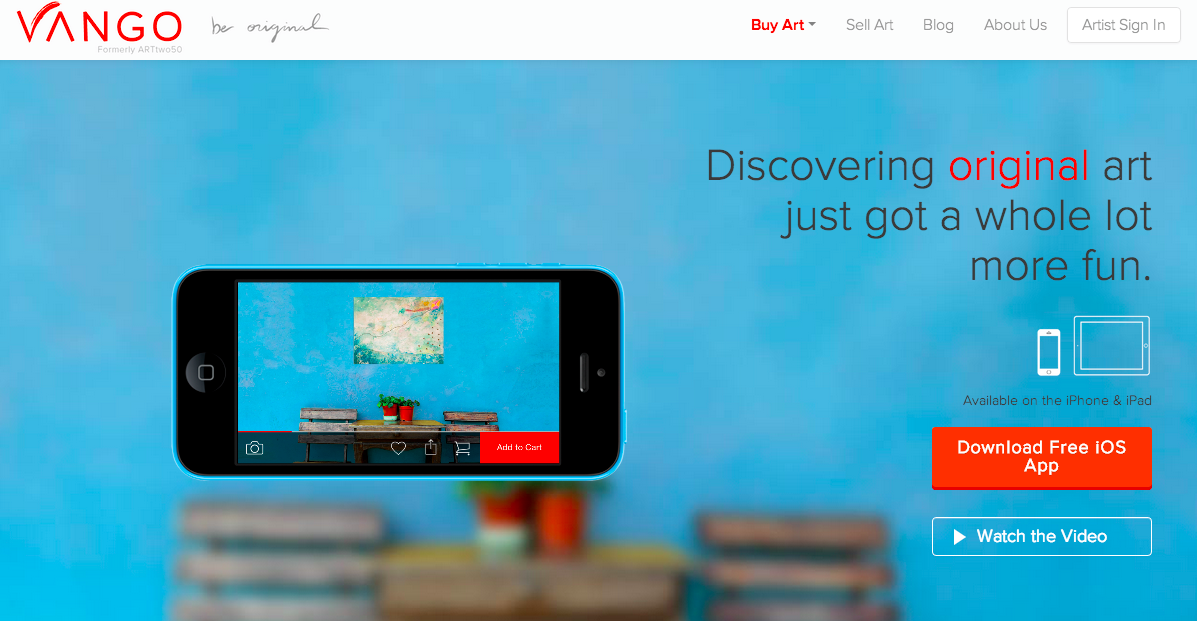 VANGO
Formerly ARTtwo50
be original
Buy Art
Sell Art
Blog
About Us
Artist Sign In
Discovering original art
just got a whole lot
more fun.
Available on the iPhone & iPad
Add to Cart
Download Free iOS
App
Watch the Video